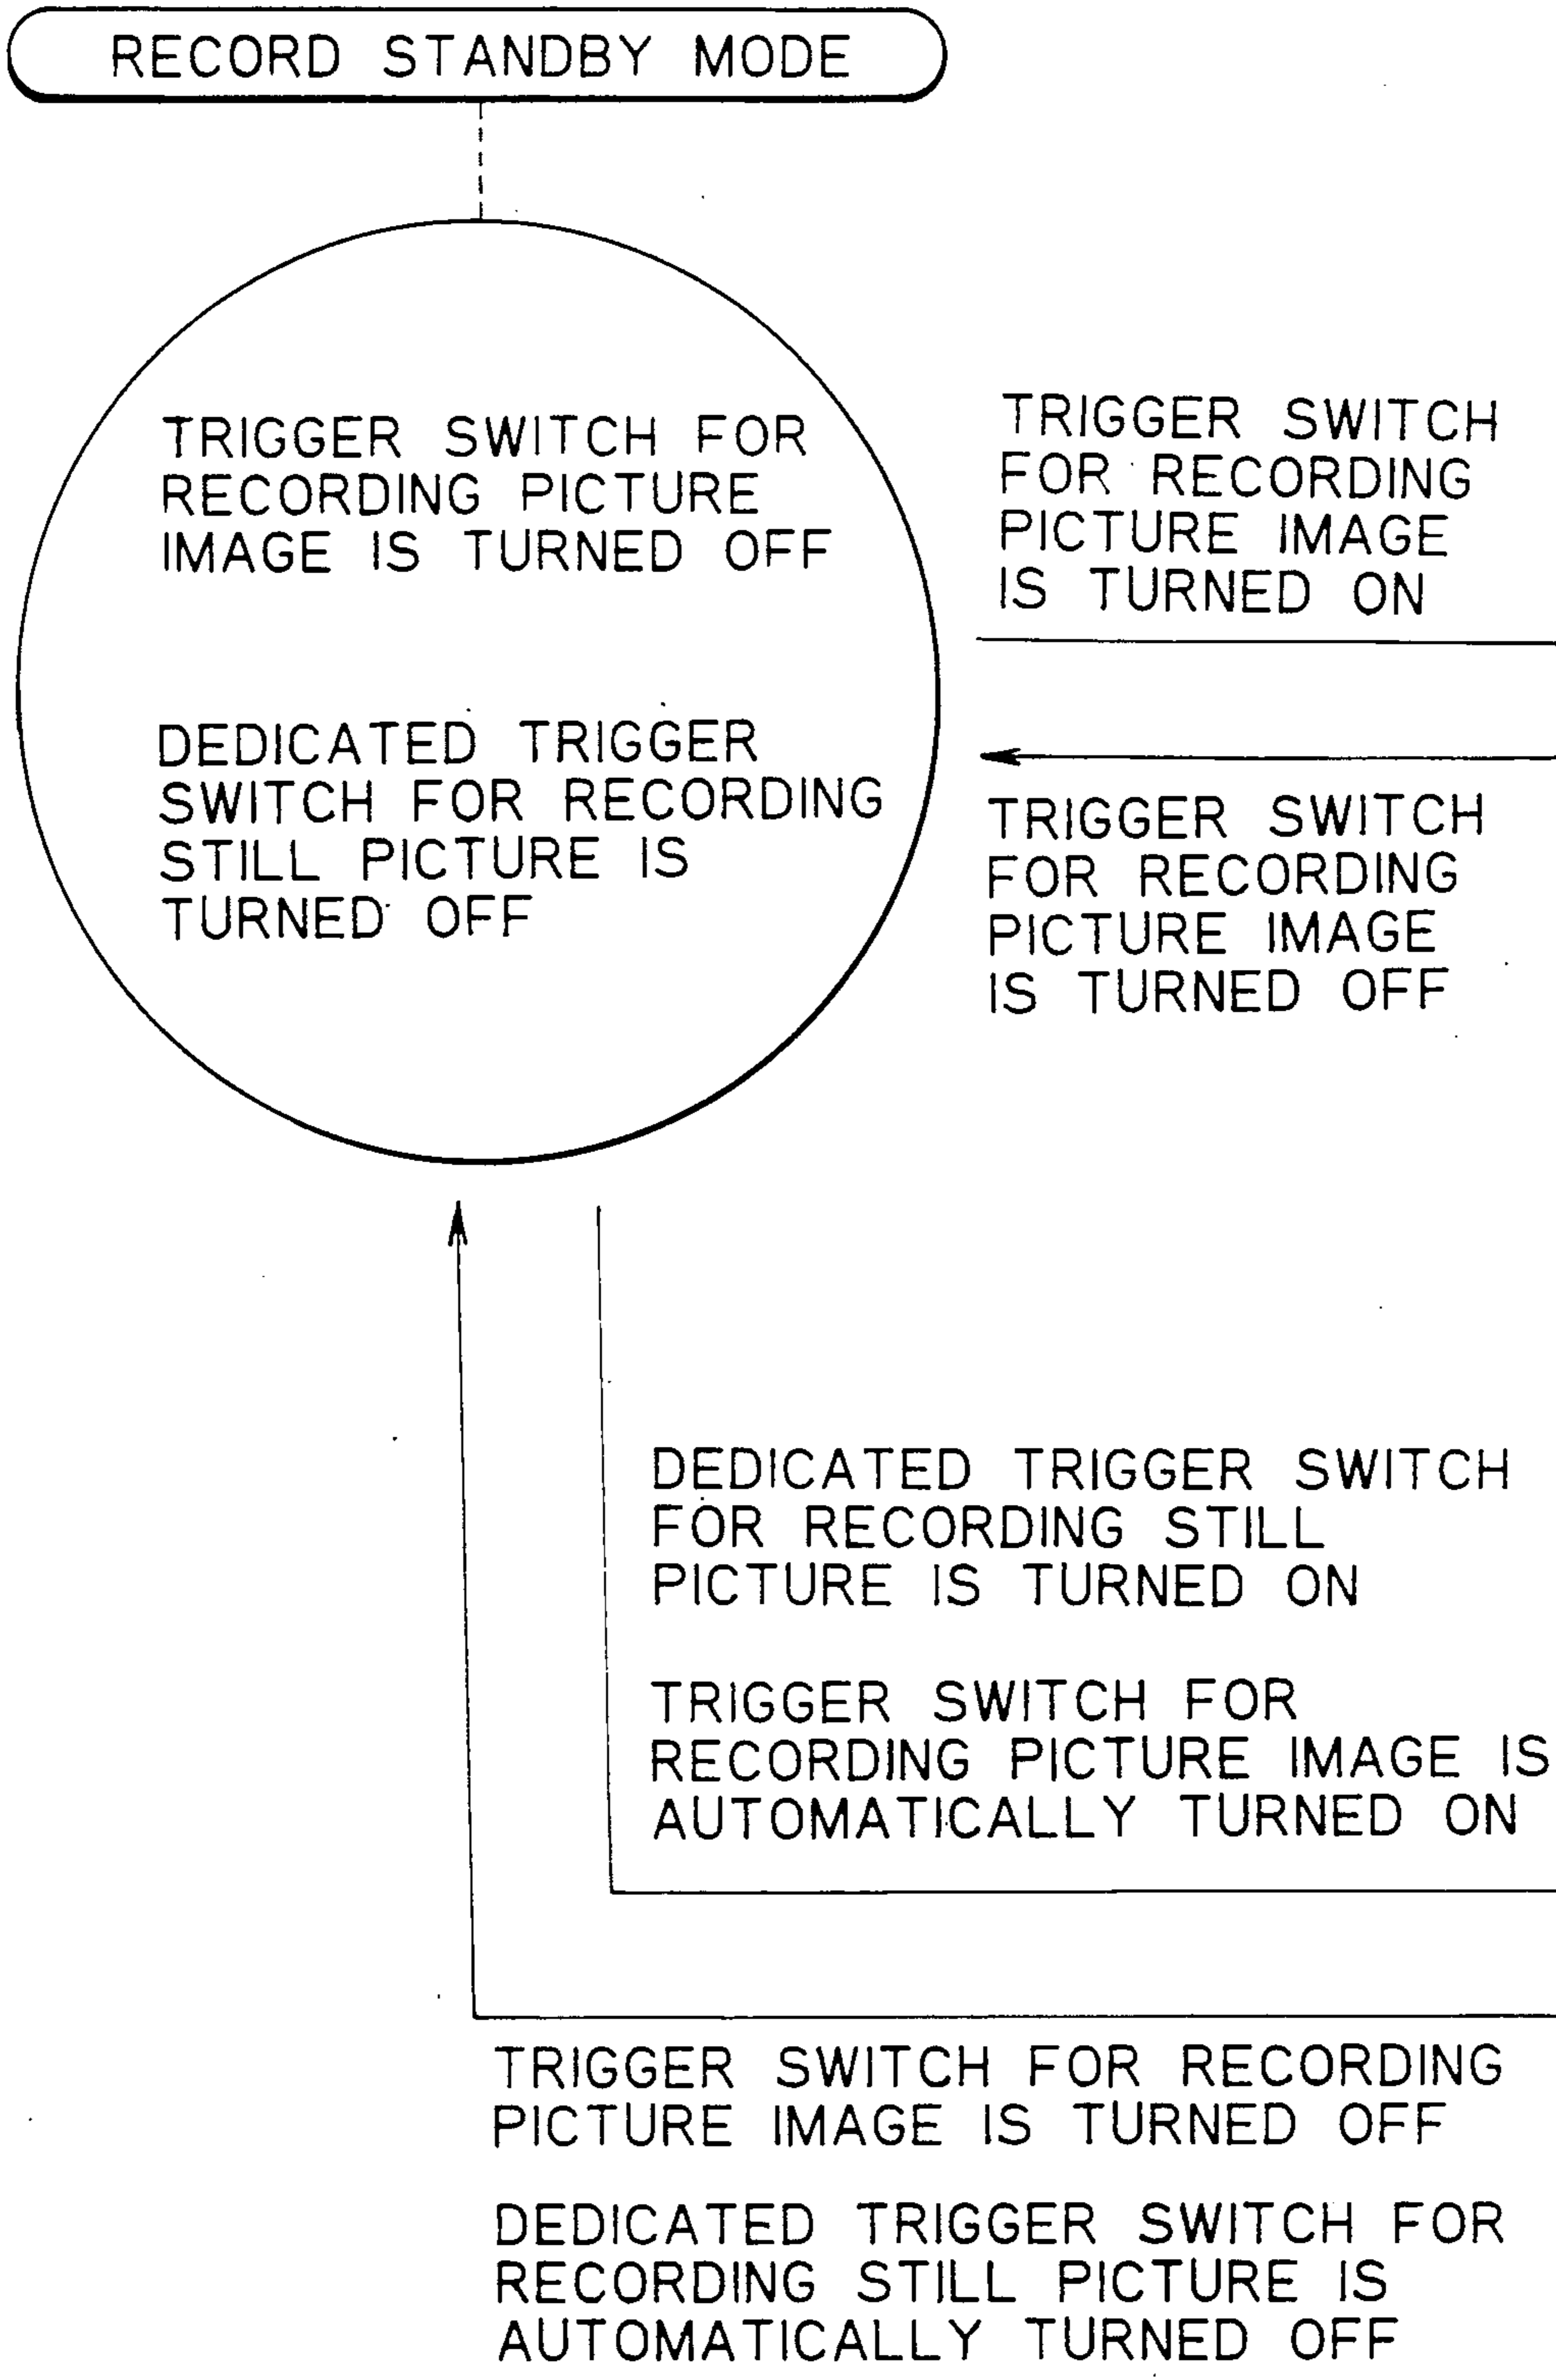 RECORD STANDBY MODE
TRIGGER SWITCH FOR
RECORDING PICTURE
IMAGE IS TURNED OFF
DEDICATED TRIGGER
SWITCH FOR RECORDING
STILL PICTURE IS
TURNED OFF
TRIGGER SWITCH
FOR RECORDING
PICTURE IMAGE
IS TURNED ON
TRIGGER SWITCH
FOR RECORDING
PICTURE IMAGE
IS TURNED OFF
DEDICATED TRIGGER SWITCH
FOR RECORDING STILL
PICTURE IS TURNED ON
TRIGGER SWITCH FOR
RECORDING PICTURE IMAGE IS
AUTOMATICALLY TURNED ON
TRIGGER SWITCH FOR RECORDING
PICTURE IMAGE IS TURNED OFF
DEDICATED TRIGGER SWITCH FOR
RECORDING STILL PICTURE IS
AUTOMATICALLY TURNED OFF